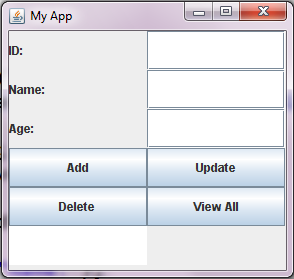 My App
ID:
Name:
Age:
Add Update
Delete View All